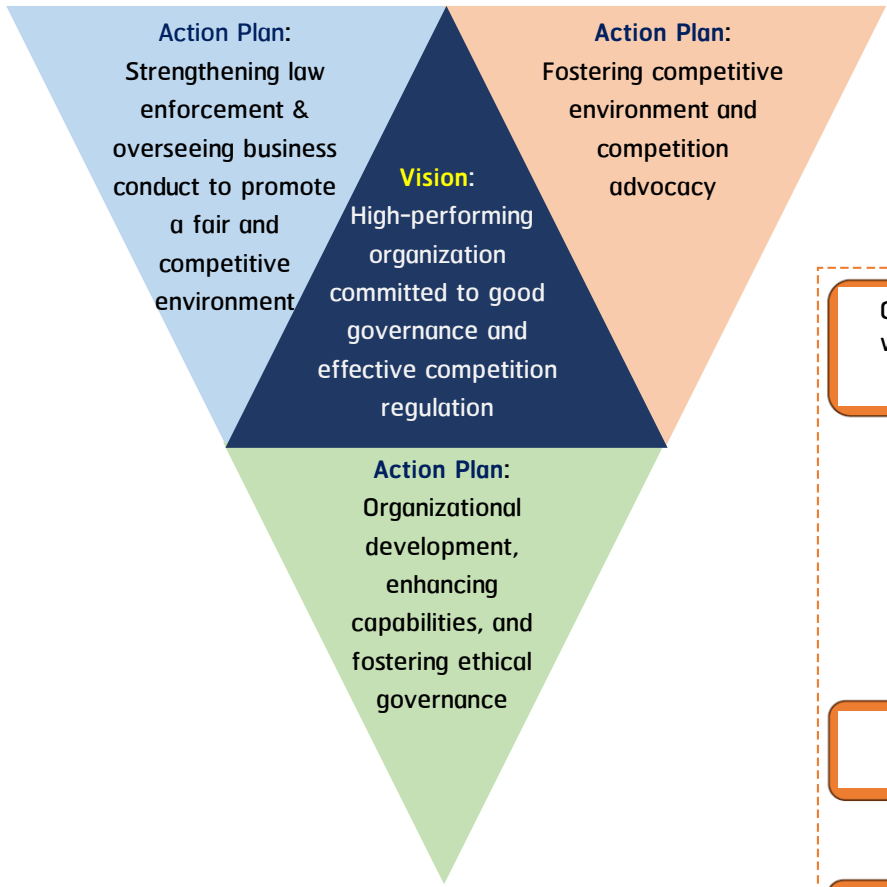 Action Plan:
Strengthening law
enforcement &
overseeing business
conduct to promote
a fair and
competitive
environment
Action Plan:
Fostering competitive
environment and
competition
advocacy
Vision:
High-performing
organization
committed to good
governance and
effective competition
regulation
Action Plan:
Organizational
development,
enhancing
capabilities, and
fostering ethical
governance